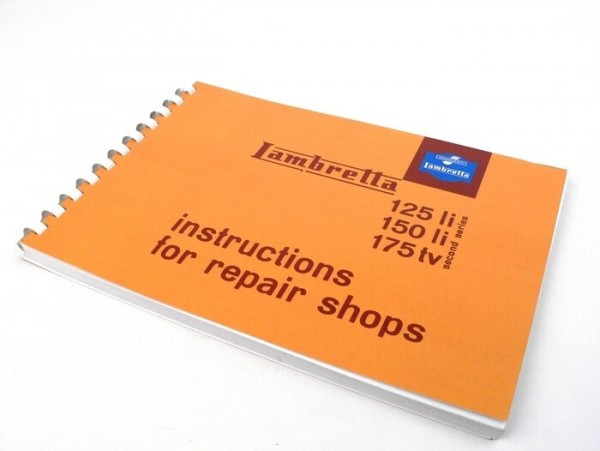 Lambretta
Lambretta
125 li
150 li
175 tv
second series
instructions
for repair shops